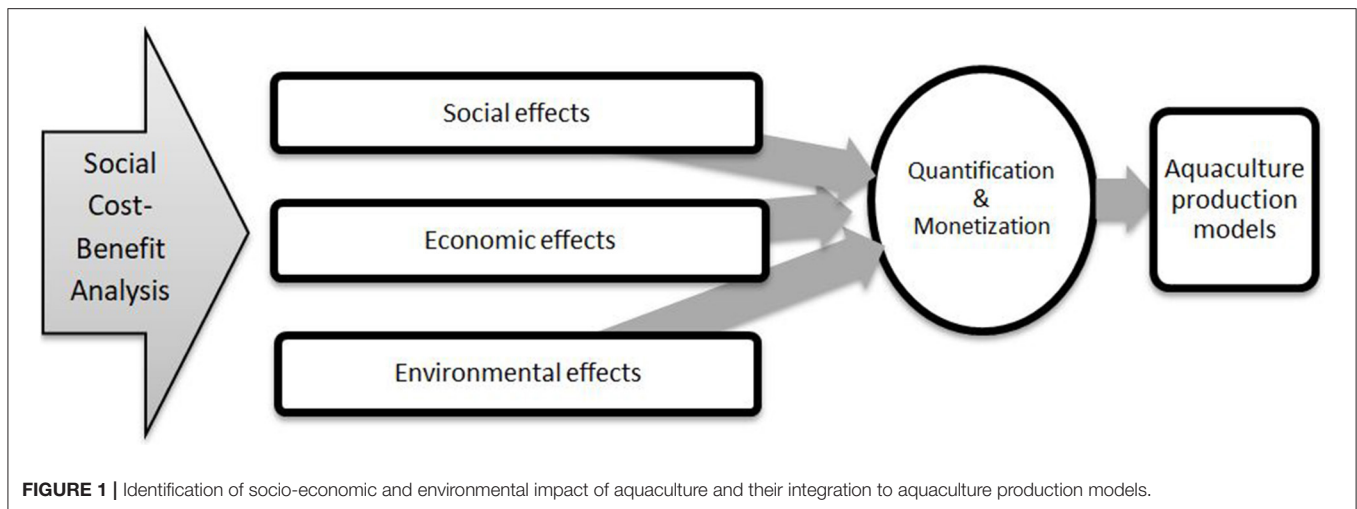 Social
Cost-
Benefit
Analysis
Social effects
Economic effects
Environmental effects
Quantification
&
Monetization
Aquaculture
production
models
FIGURE 1 | Identification of socio-economic and environmental impact of aquaculture and their integration to aquaculture production models.